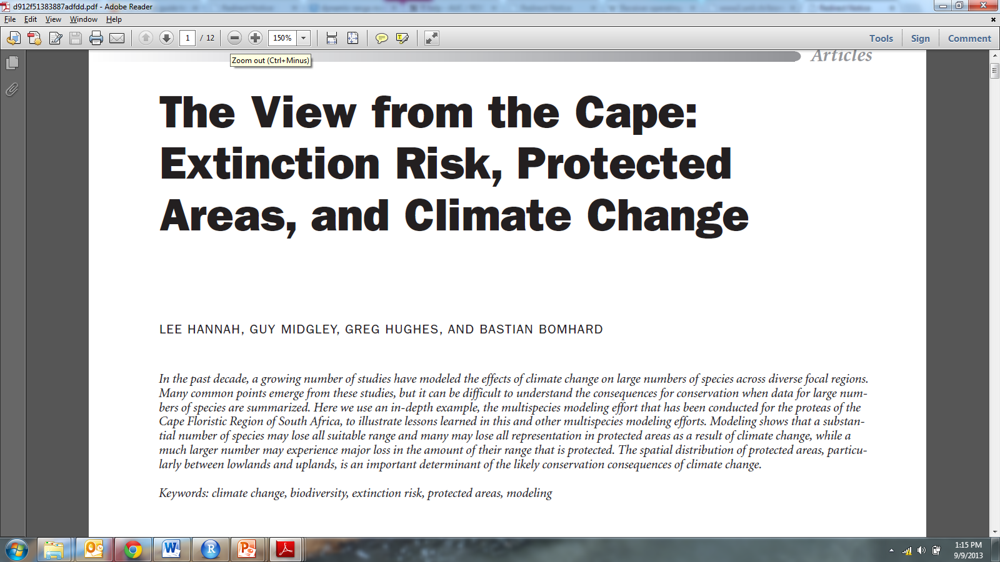 d912f51383887adfdd.pdf - Adobe Reader
File Edit View Window Help
1 / 12 150% Tools Sign Comment
Zoom out (Ctrl+Minus)
Articles
The View from the Cape:
Extinction Risk, Protected
Areas, and Climate Change
LEE HANNAH, GUY MIDGLEY, GREG HUGHES, AND BASTIAN BOMHARD
In the past decade, a growing number of studies have modeled the effects of climate change on large numbers of species across diverse focal regions.
Many common points emerge from these studies, but it can be difficult to understand the consequences for conservation when data for large num-
bers of species are summarized. Here we use an in-depth example, the multispecies modeling effort that has been conducted for the proteas of the
Cape Floristic Region of South Africa, to illustrate lessons learned in this and other multispecies modeling efforts. Modeling shows that a substan-
tial number of species may lose all suitable range and many may lose all representation in protected areas as a result of climate change, while a
much larger number may experience major loss in the amount of their range that is protected. The spatial distribution of protected areas, particu-
larly between lowlands and uplands, is an important determinant of the likely conservation consequences of climate change.
Keywords: climate change, biodiversity, extinction risk, protected areas, modeling
1:15 PM
9/9/2013